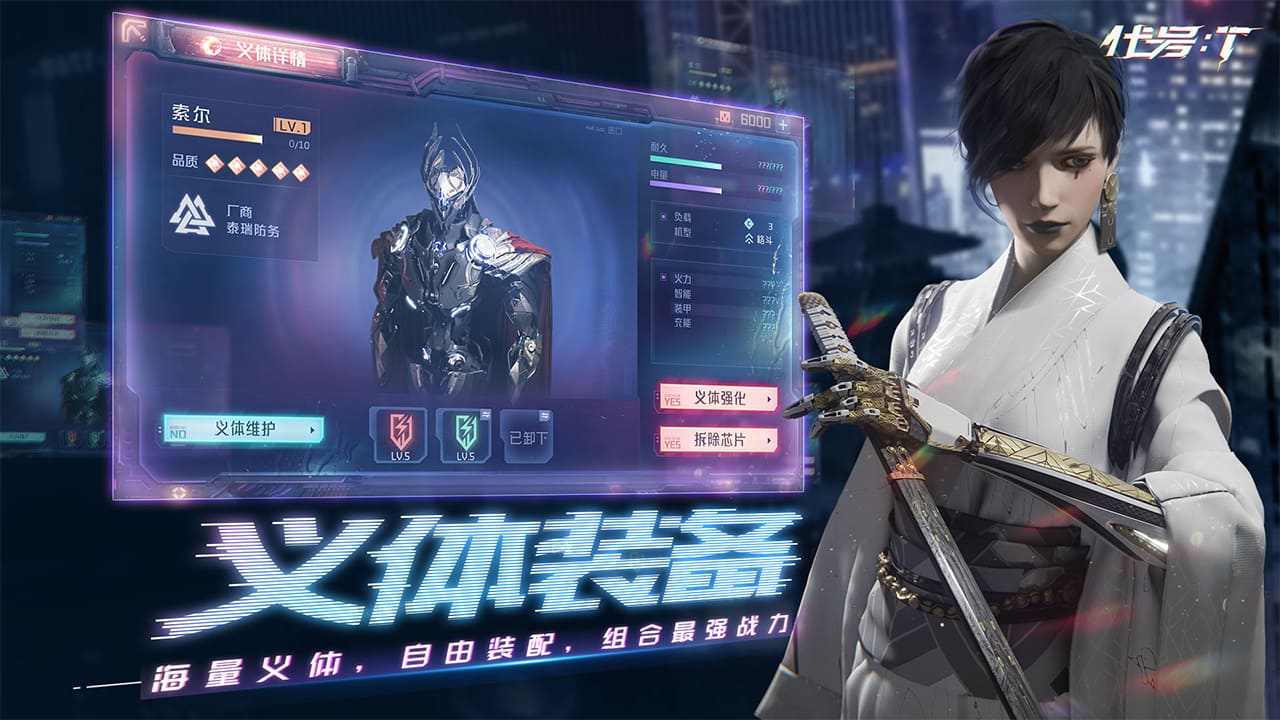 代号:T
义体详情
6000
索尔
LV.1
0/10
品质
厂商
泰瑞防务
耐久
???/???
电量
???/???
负载
3
机型
格斗
火力
???
智能
???
装甲
???
充能
???
NO
义体维护
LV.5
LV.5
已卸下
YES
义体强化
YES
拆除芯片
义体装备
海量义体，自由装配，组合最强战力